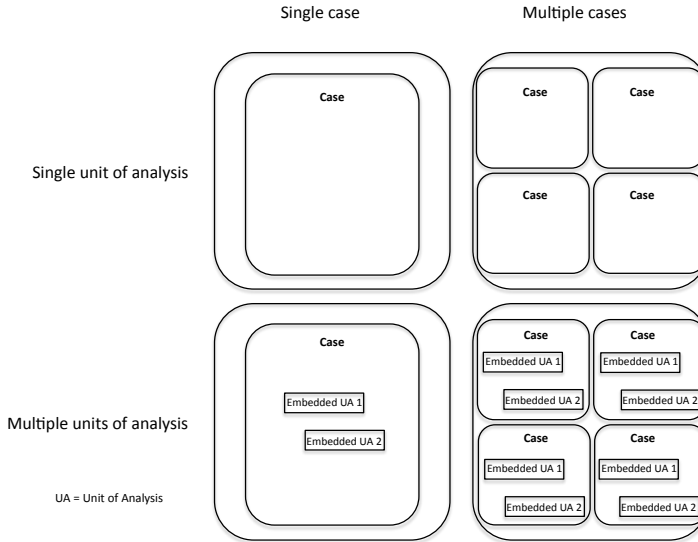 Single case
Multiple cases
Case
Case
Case
Single unit of analysis
Case
Case
Case
Case
Case
Embedded UA 1
Embedded UA 1
Embedded UA 1
Embedded UA 2
Embedded UA 2
Embedded UA 2
Multiple units of analysis
Case
Case
Embedded UA 1
Embedded UA 1
Embedded UA 2
Embedded UA 2
UA = Unit of Analysis